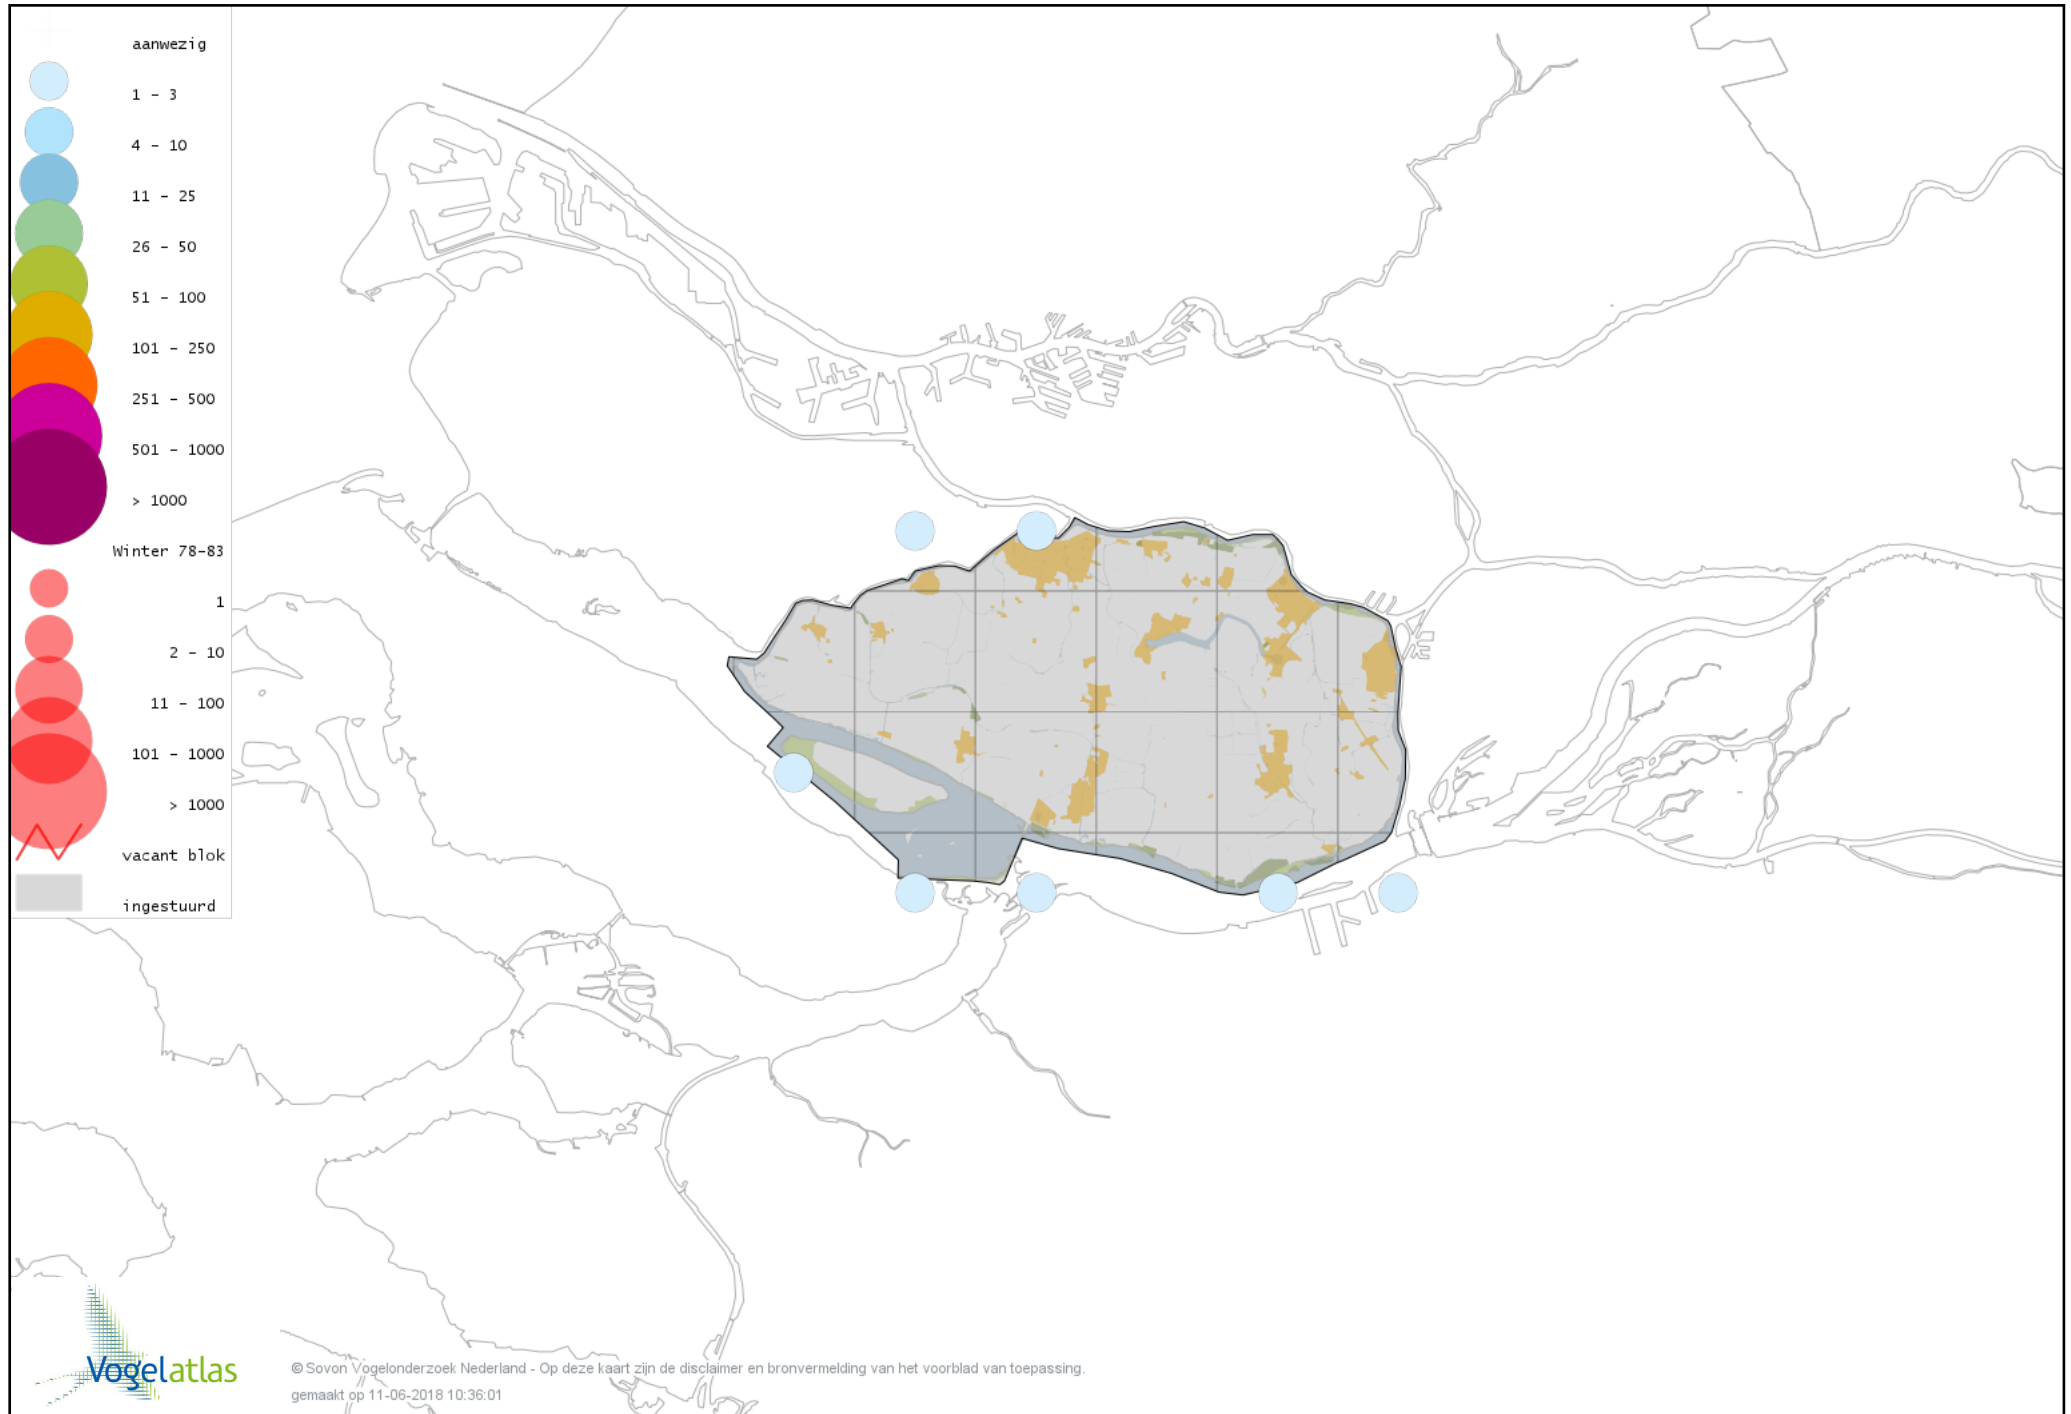 aanwezig
1 - 3
4 - 10
11 - 25
26 - 50
51 - 100
101 - 250
251 - 500
501 - 1000
> 1000
Winter 78-83
1
2 - 10
11 - 100
101 - 1000
> 1000
vacant blok
ingestuurd
Vogelatlas
© Sovon Vogelonderzoek Nederland - Op deze kaart zijn de disclaimer en bronvermelding van het voorblad van toepassing.
gemaakt op 11-06-2018 10:36:01